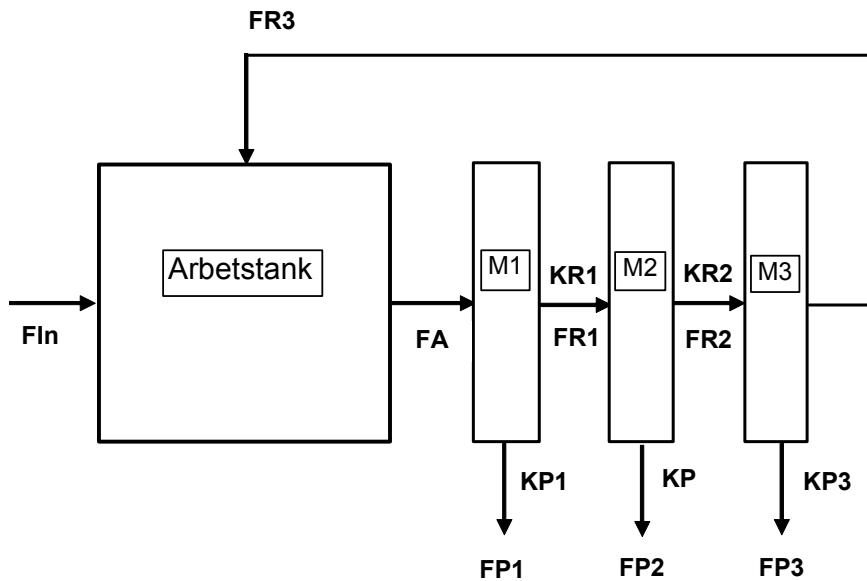 FR3
Arbetstank
M1
KR1
M2
KR2
M3
FIn
FA
FR1
FR2
KP1
KP
KP3
FP1
FP2
FP3